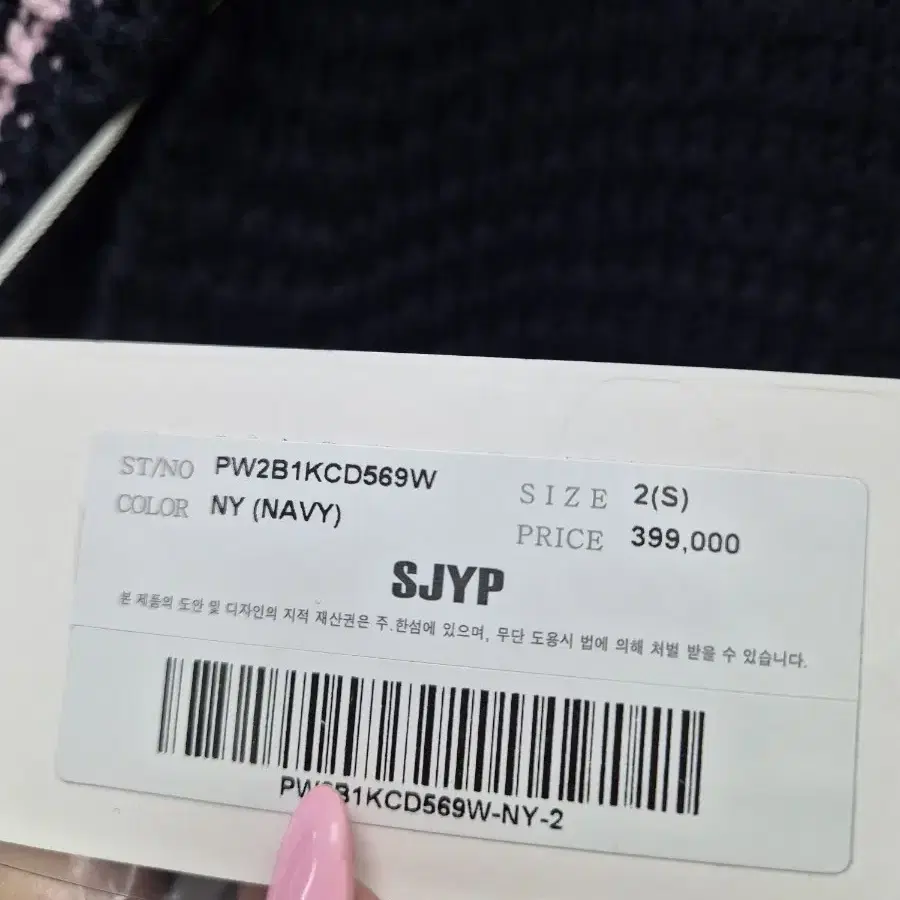 ST/NO PW2B1KCD569W
COLOR NY (NAVY)
SIZE 2(S)
PRICE 399,000
SJYP
본 제품의 도안 및 디자인의 지적 재산권은 주.한섬에 있으며, 무단 도용시 법에 의해 처벌 받을 수 있습니다.
PW2B1KCD569W-NY-2